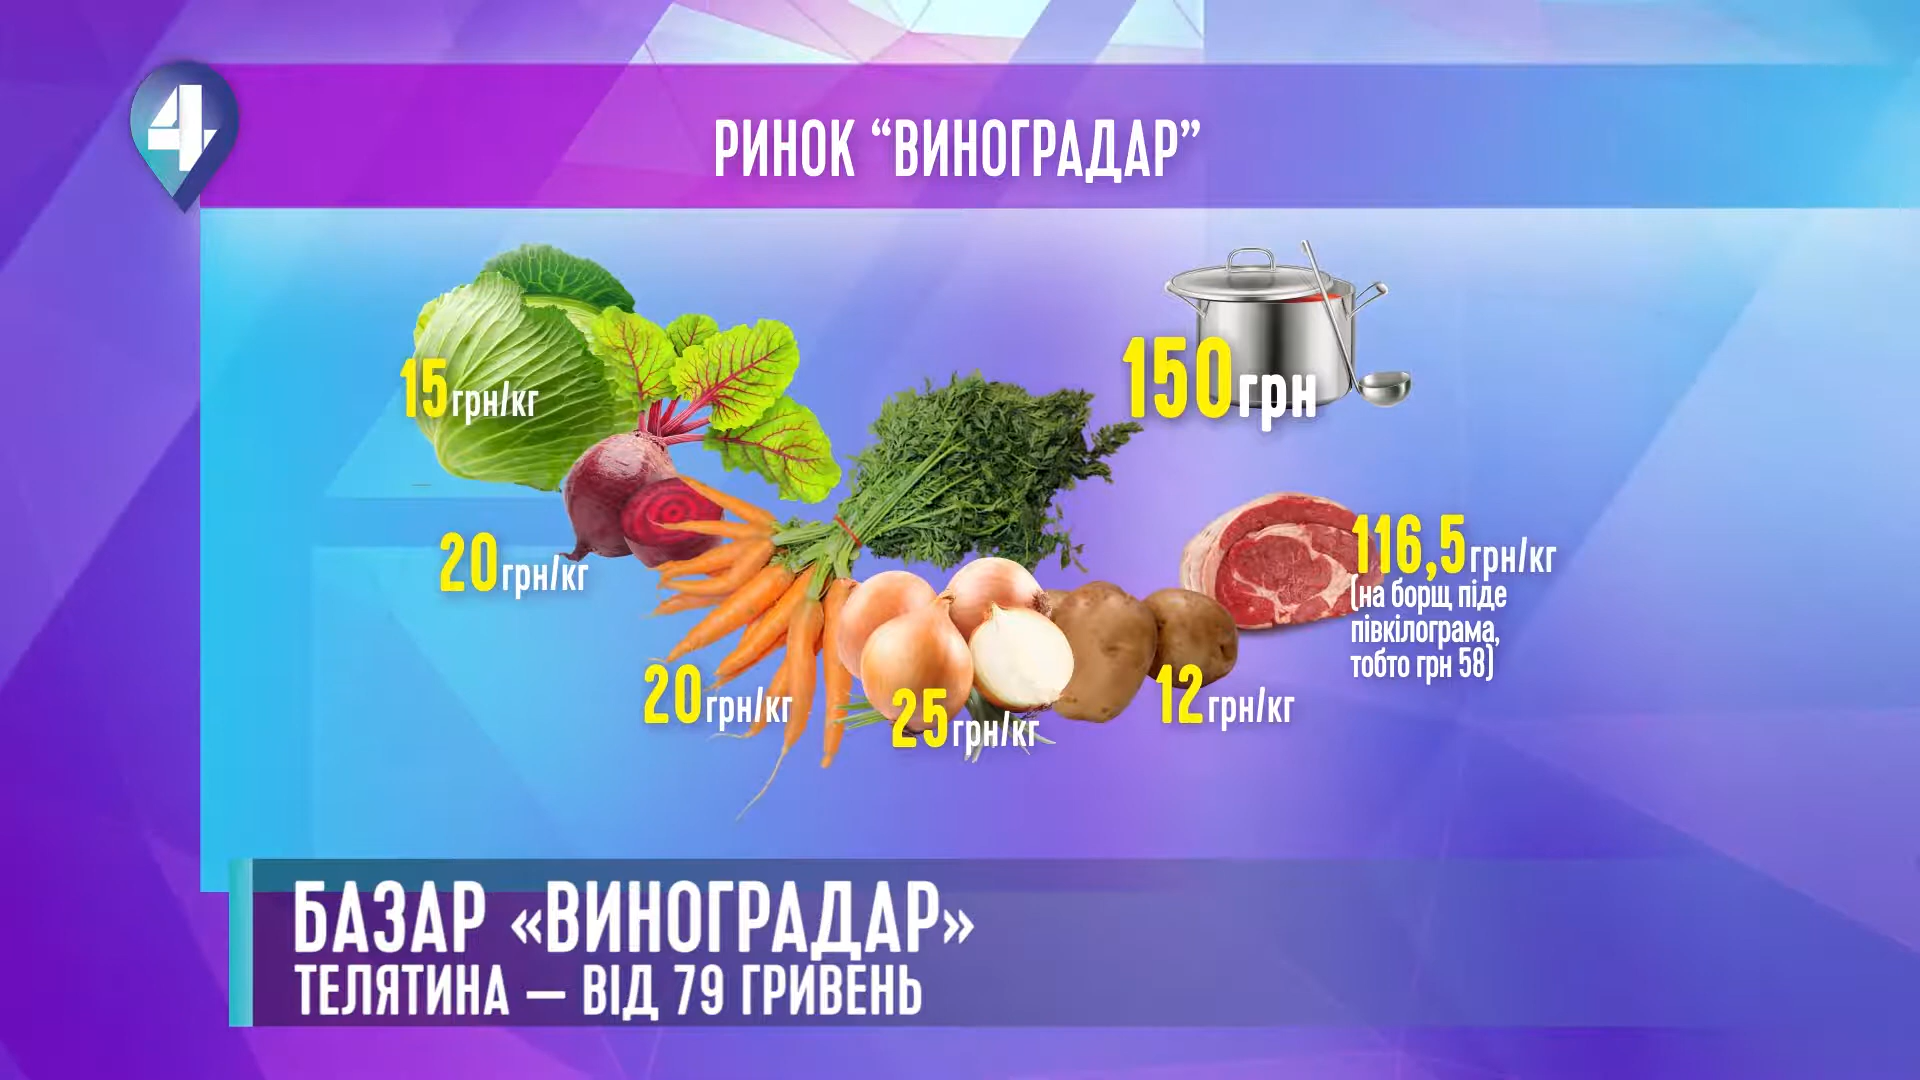 4
РИНОК “ВИНОГРАДАР”
15грн/кг
150грн
20грн/кг
116,5грн/кг
(на борщ піде
півкілограма,
тобто грн 58)
20грн/кг
25грн/кг
12грн/кг
БАЗАР «ВИНОГРАДАР»
ТЕЛЯТИНА – ВІД 79 ГРИВЕНЬ